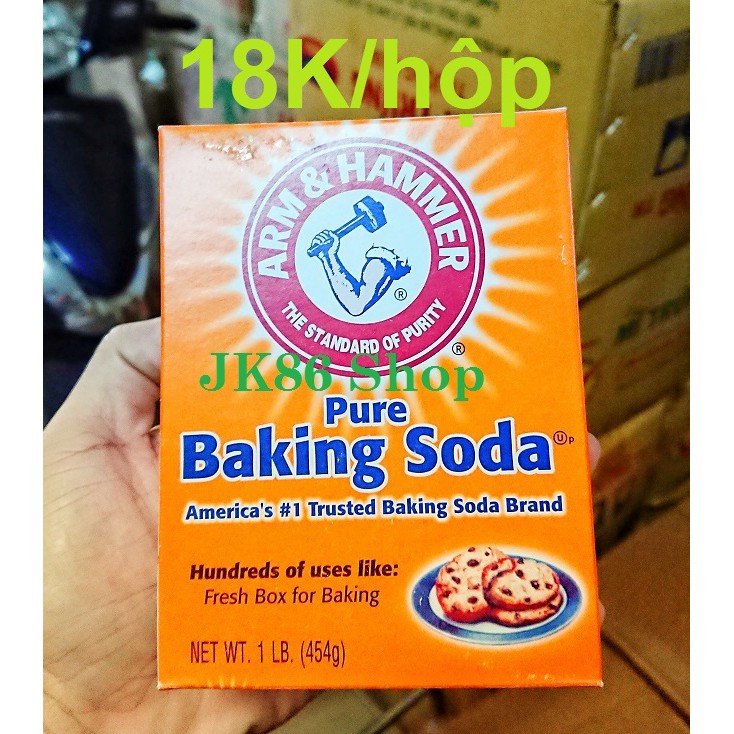 18K/hộp
ARM & HAMMER
THE STANDARD OF PURITY
®
®
JK86 Shop
Pure
Baking Soda
America's #1 Trusted Baking Soda Brand
Hundreds of uses like:
Fresh Box for Baking
NET WT. 1 LB. (454g)